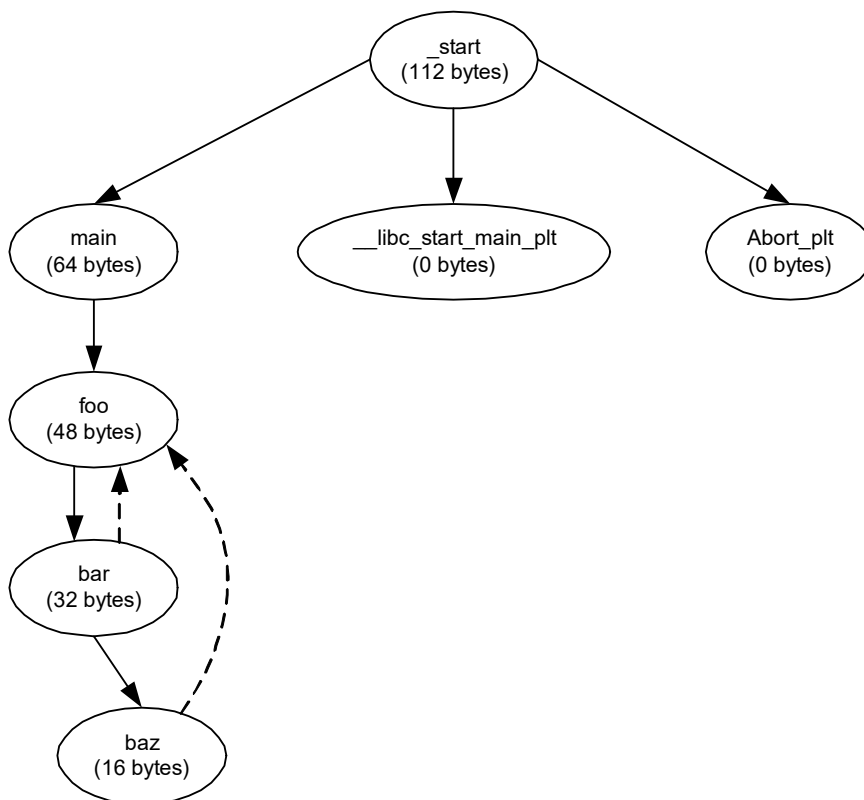 _start
(112 bytes)
main
(64 bytes)
__libc_start_main_plt
(0 bytes)
Abort_plt
(0 bytes)
foo
(48 bytes)
bar
(32 bytes)
baz
(16 bytes)